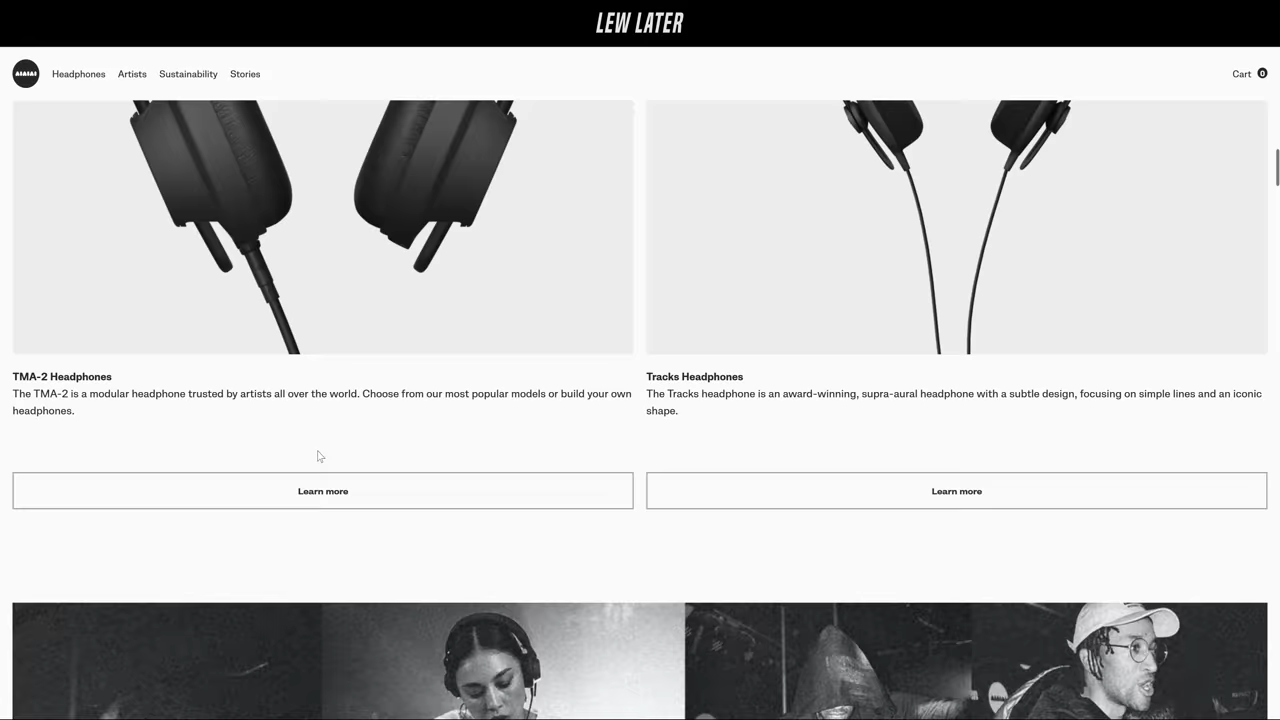 LEW LATER
AIAIAI
Headphones
Artists
Sustainability
Stories
Cart 0
TMA-2 Headphones
The TMA-2 is a modular headphone trusted by artists all over the world. Choose from our most popular models or build your own
headphones.
Learn more
Tracks Headphones
The Tracks headphone is an award-winning, supra-aural headphone with a subtle design, focusing on simple lines and an iconic
shape.
Learn more